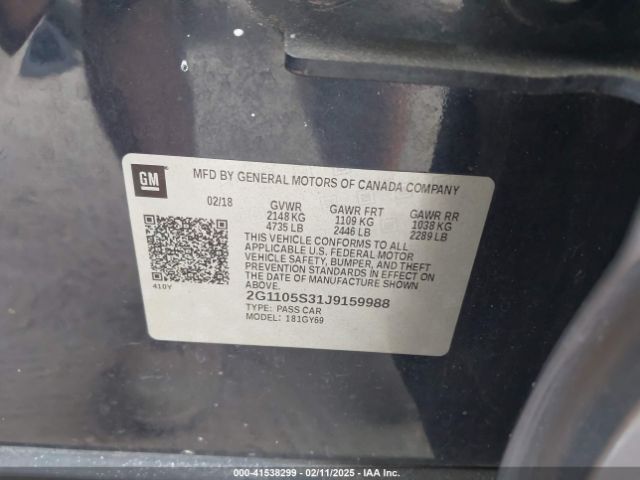 GM
MFD BY GENERAL MOTORS OF CANADA COMPANY
02/18 GVWR GAWR FRT GAWR RR
2148 KG 1109 KG 1038 KG
4735 LB 2446 LB 2289 LB
THIS VEHICLE CONFORMS TO ALL
APPLICABLE U.S. FEDERAL MOTOR
VEHICLE SAFETY, BUMPER, AND THEFT
PREVENTION STANDARDS IN EFFECT ON
THE DATE OF MANUFACTURE SHOWN
ABOVE.
410Y
2G1105S31J9159988
TYPE: PASS CAR
MODEL: 181GY69
000-41538299 - 02/11/2025 - IAA Inc.